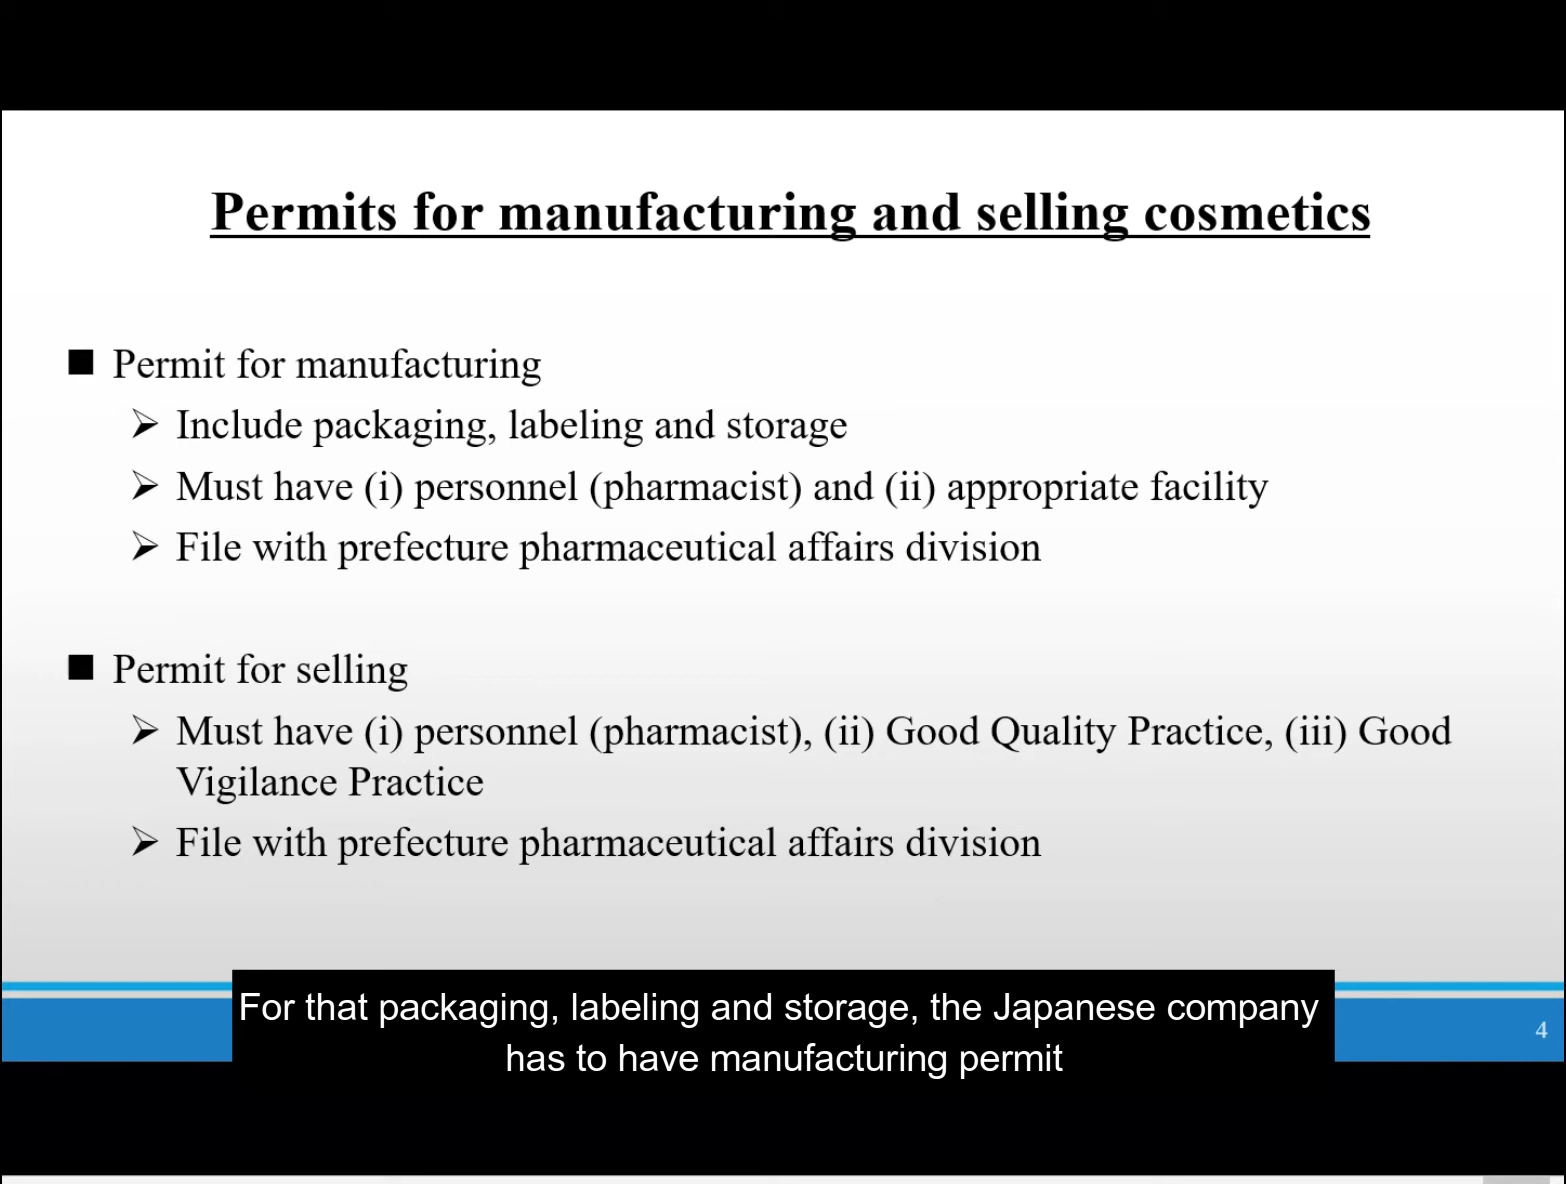 Permits for manufacturing and selling cosmetics
Permit for manufacturing
Include packaging, labeling and storage
Must have (i) personnel (pharmacist) and (ii) appropriate facility
File with prefecture pharmaceutical affairs division
Permit for selling
Must have (i) personnel (pharmacist), (ii) Good Quality Practice, (iii) Good
Vigilance Practice
File with prefecture pharmaceutical affairs division
For that packaging, labeling and storage, the Japanese company
has to have manufacturing permit
4